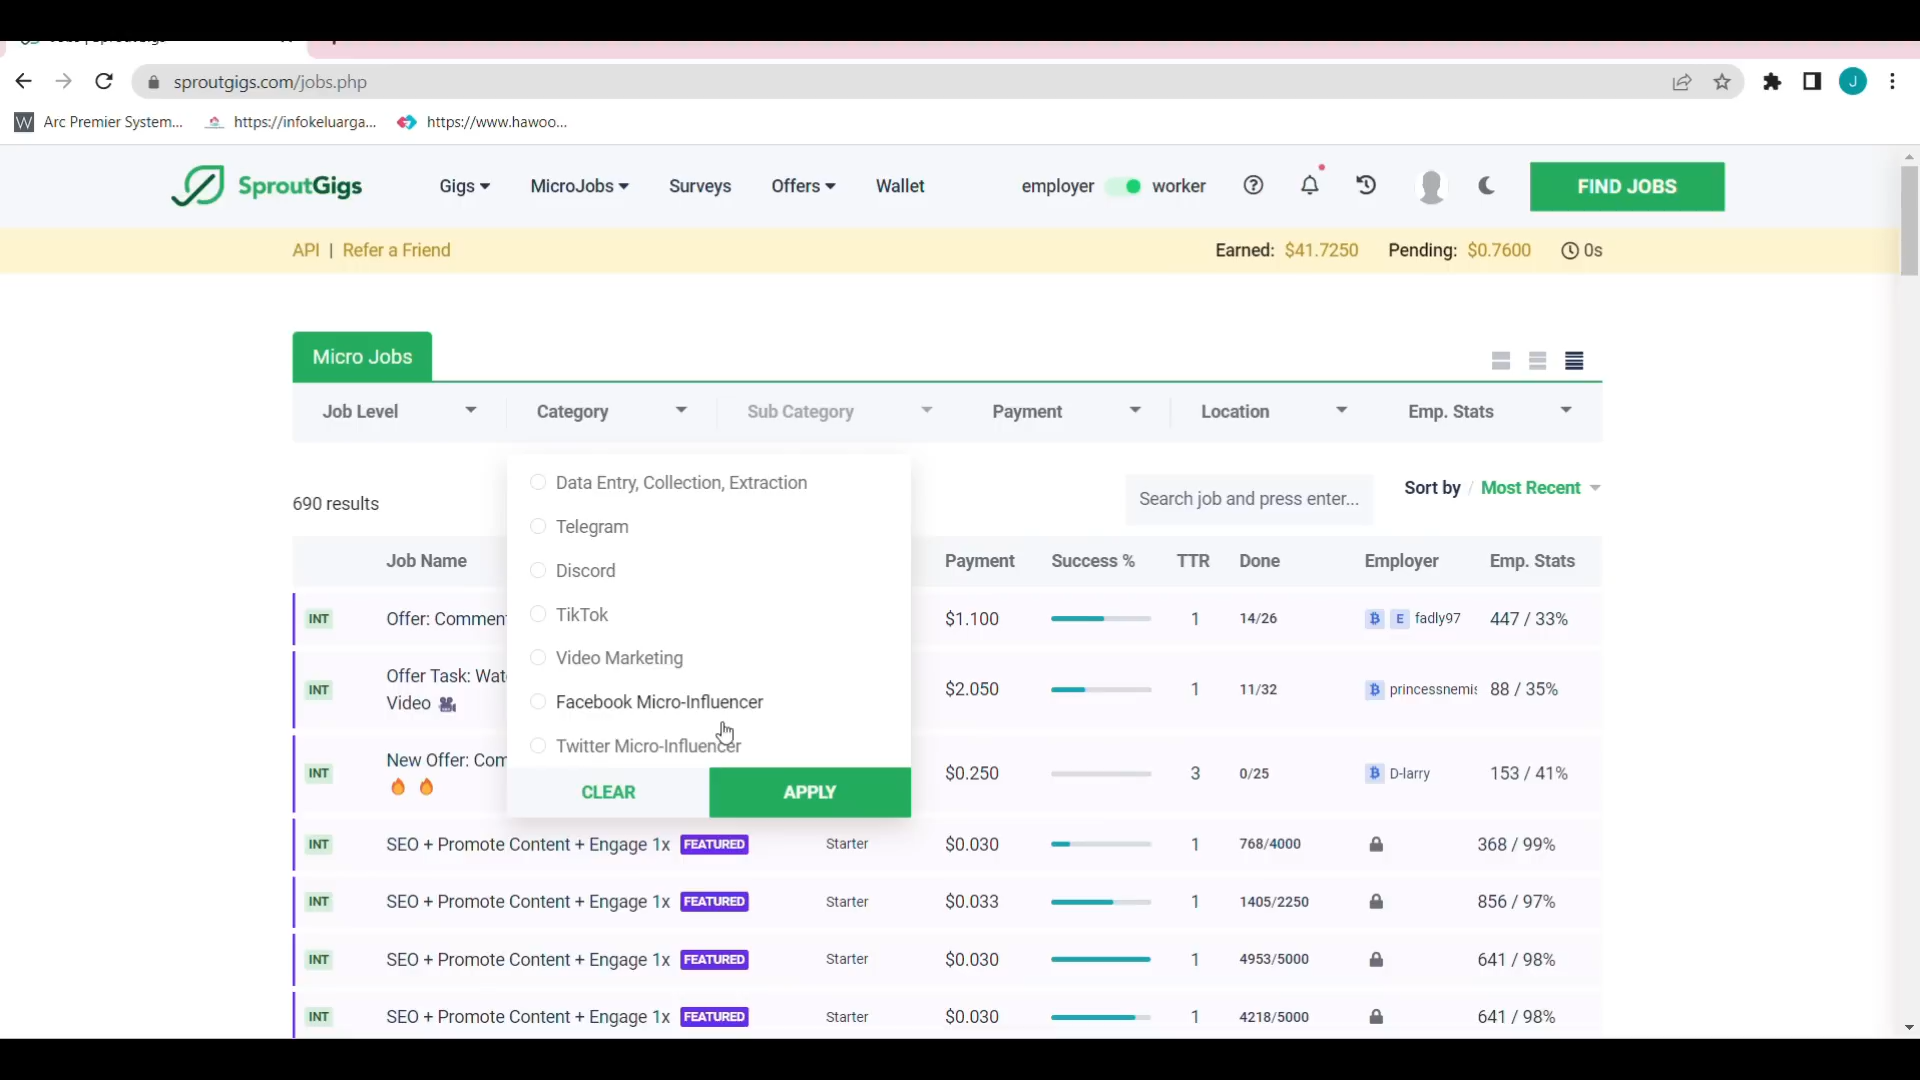 sproutgigs.com/jobs.php
J
W Arc Premier System... https://infokeluarga... https://www.hawoo...
SproutGigs Gigs MicroJobs Surveys Offers Wallet employer worker FIND JOBS
API | Refer a Friend Earned: $41.7250 Pending: $0.7600 0s
Micro Jobs
Job Level Category Sub Category Payment Location Emp. Stats
Data Entry, Collection, Extraction
Telegram
Discord
TikTok
Video Marketing
Facebook Micro-Influencer
Twitter Micro-Influencer
CLEAR APPLY
690 results Search job and press enter... Sort by / Most Recent
Job Name Payment Success % TTR Done Employer Emp. Stats
INT Offer: Commen $1.100 1 14/26 E fadly97 447 / 33%
INT Offer Task: Wat
Video $2.050 1 11/32 princessnemis 88 / 35%
INT New Offer: Com $0.250 3 0/25 D-larry 153 / 41%
INT SEO + Promote Content + Engage 1x FEATURED Starter $0.030 1 768/4000 368 / 99%
INT SEO + Promote Content + Engage 1x FEATURED Starter $0.033 1 1405/2250 856 / 97%
INT SEO + Promote Content + Engage 1x FEATURED Starter $0.030 1 4953/5000 641 / 98%
INT SEO + Promote Content + Engage 1x FEATURED Starter $0.030 1 4218/5000 641 / 98%